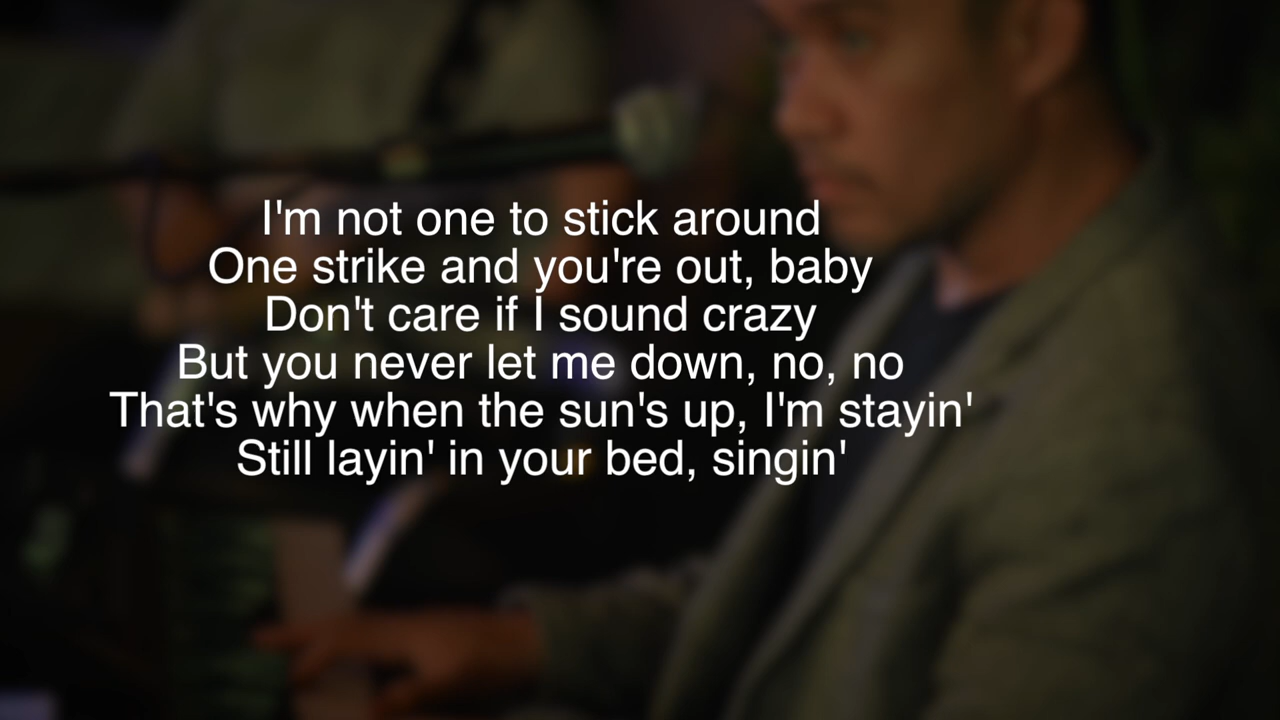 I'm not one to stick around
One strike and you're out, baby
Don't care if I sound crazy
But you never let me down, no, no
That's why when the sun's up, I'm stayin'
Still layin' in your bed, singin'